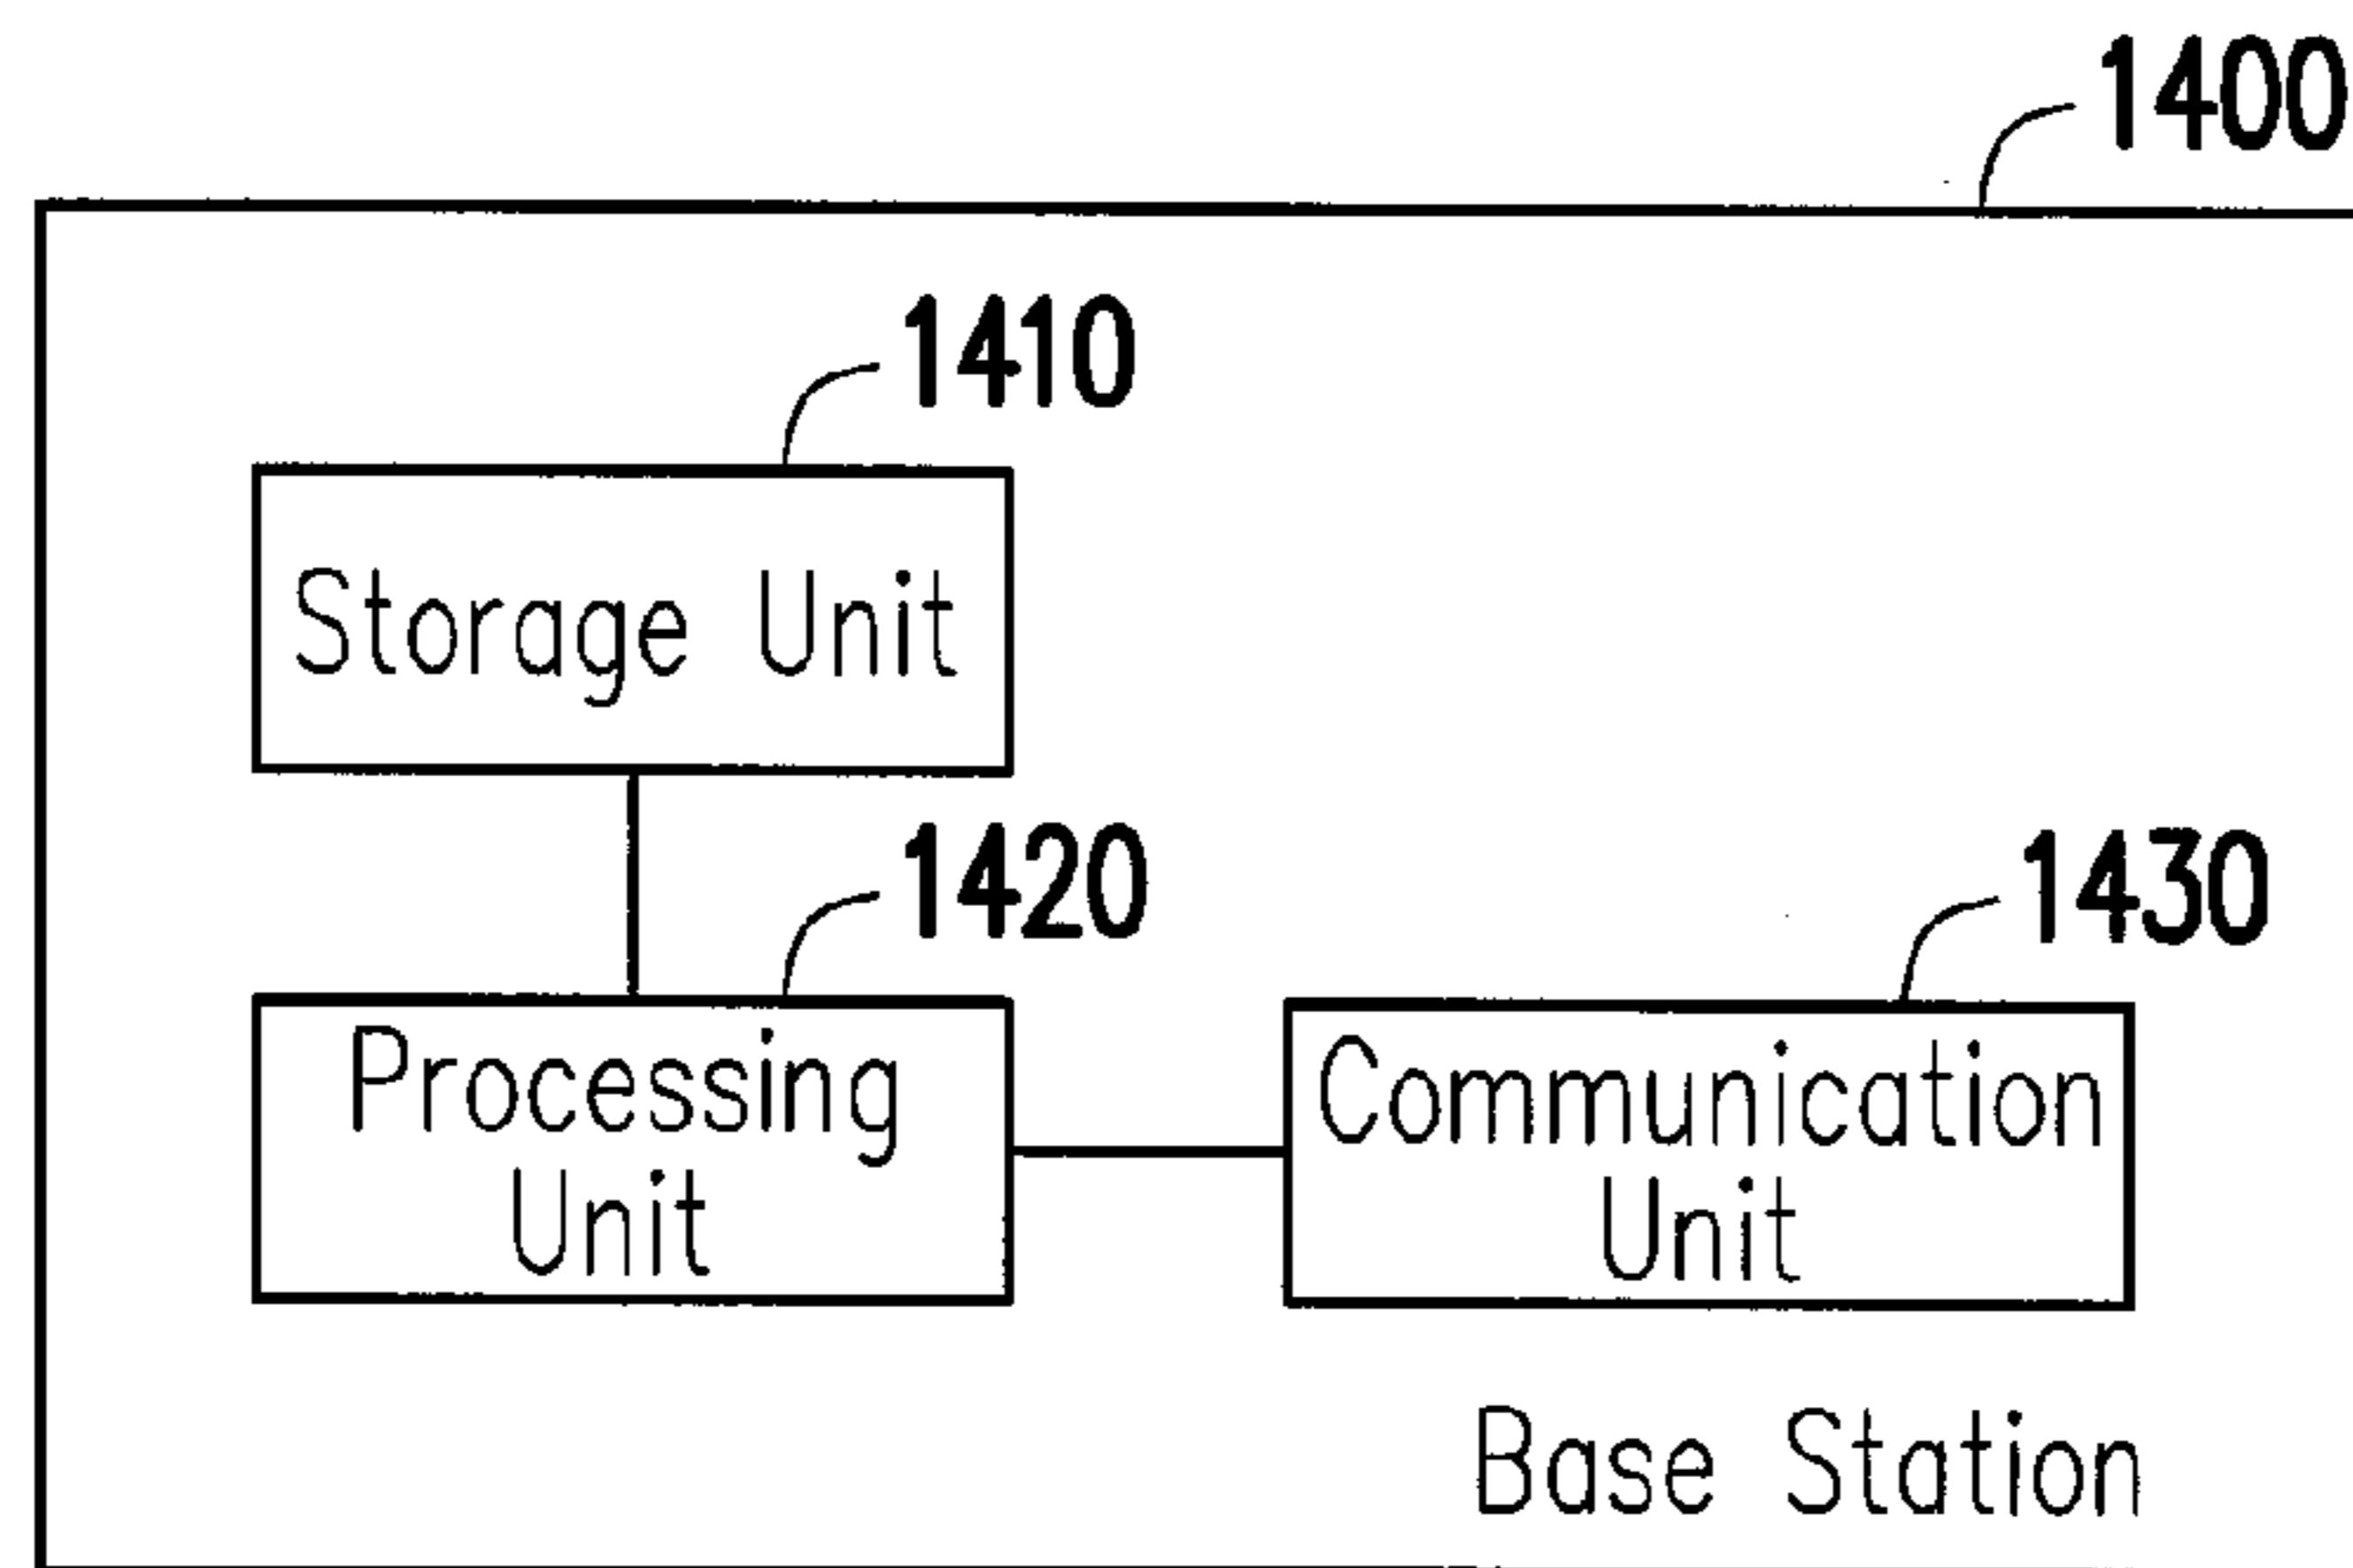 1400
1410
Storage Unit
1420
1430
Processing
Unit
Communication
Unit
Base Station